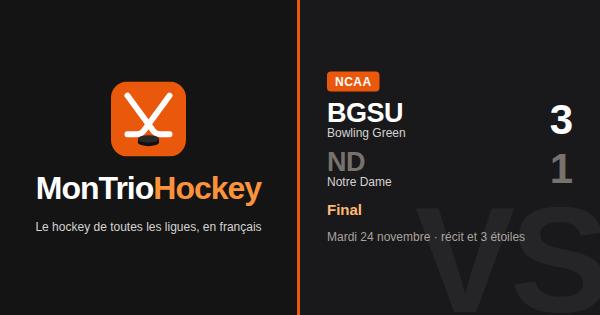 MonTrioHockey
Le hockey de toutes les ligues, en français
NCAA
BGSU
Bowling Green
3
ND
Notre Dame
1
Final
Mardi 24 novembre · récit et 3 étoiles
VS